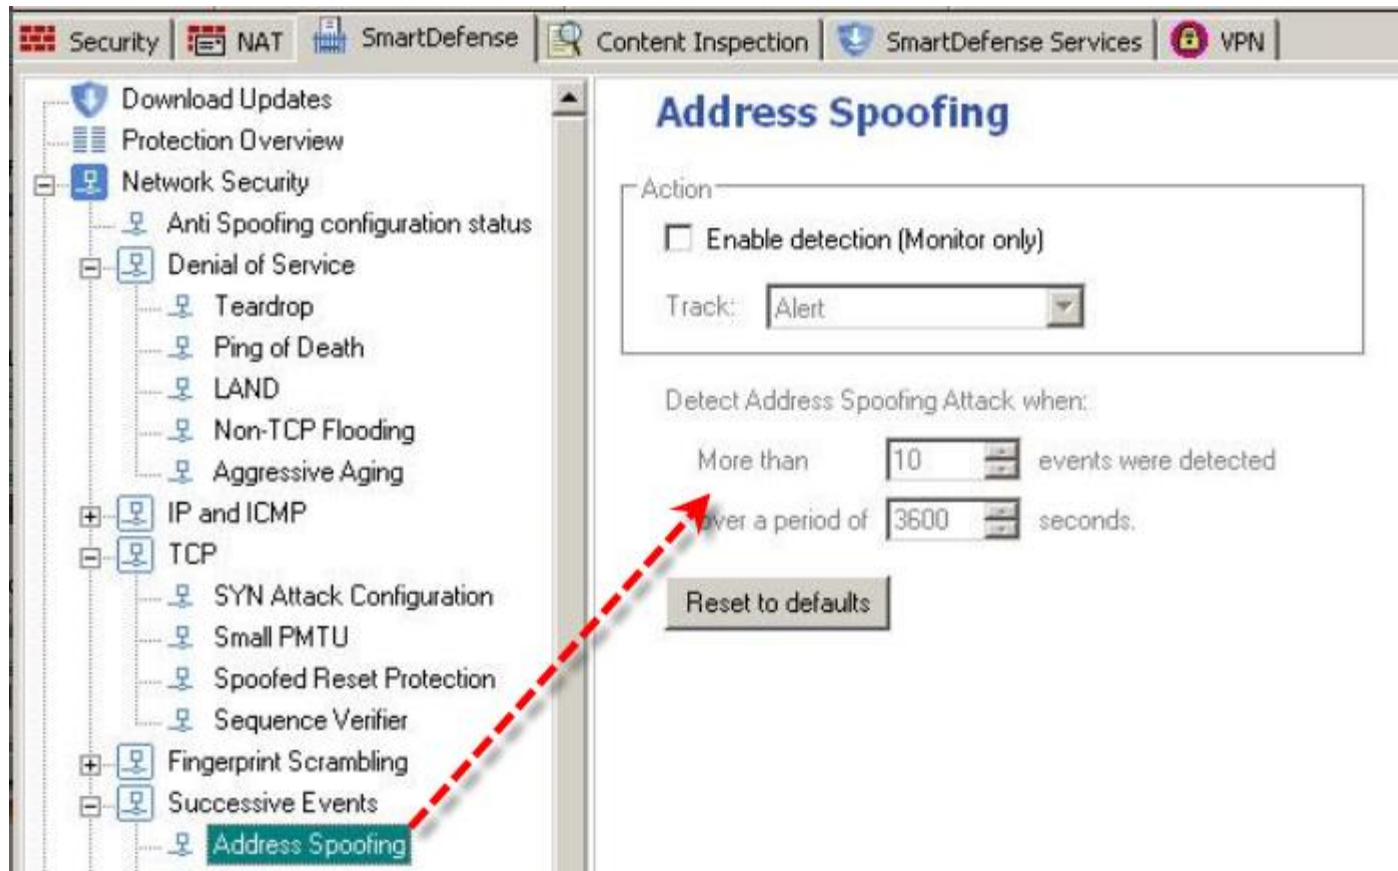 Security NAT SmartDefense Content Inspection SmartDefense Services VPN
Download Updates
Protection Overview
Network Security
Anti Spoofing configuration status
Denial of Service
Teardrop
Ping of Death
LAND
Non-TCP Flooding
Aggressive Aging
IP and ICMP
TCP
SYN Attack Configuration
Small PMTU
Spoofed Reset Protection
Sequence Verifier
Fingerprint Scrambling
Successive Events
Address Spoofing
Address Spoofing
Action
Enable detection (Monitor only)
Track: Alert
Detect Address Spoofing Attack when:
More than 10 events were detected
over a period of 3600 seconds.
Reset to defaults